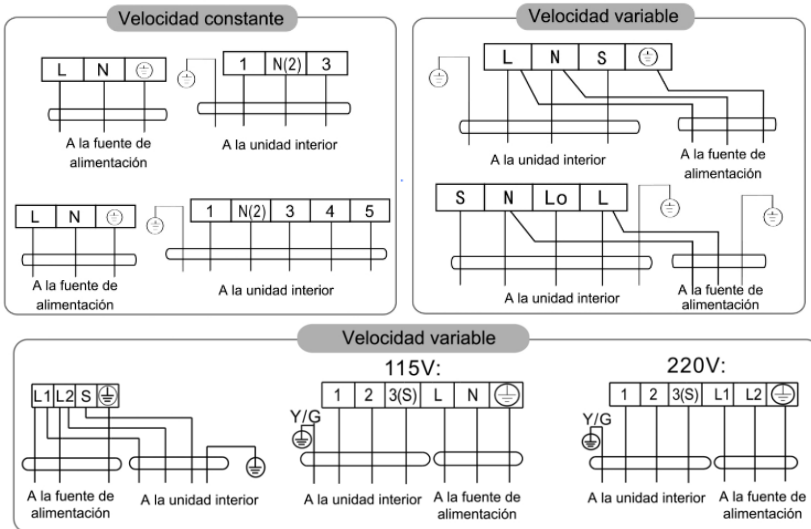 Velocidad constante
L N
1 N(2) 3
A la fuente de
alimentación
A la unidad interior
L N
1 N(2) 3 4 5
A la fuente de
alimentación
A la unidad interior
Velocidad variable
L N S
A la unidad interior
A la fuente de
alimentación
S N Lo L
A la unidad interior
A la fuente de
alimentación
Velocidad variable
L1 L2 S
A la fuente de
alimentación
A la unidad interior
115V:
1 2 3(S) L N
Y/G
A la unidad interior
A la fuente de
alimentación
220V:
1 2 3(S) L1 L2
Y/G
A la unidad interior
A la fuente de
alimentación